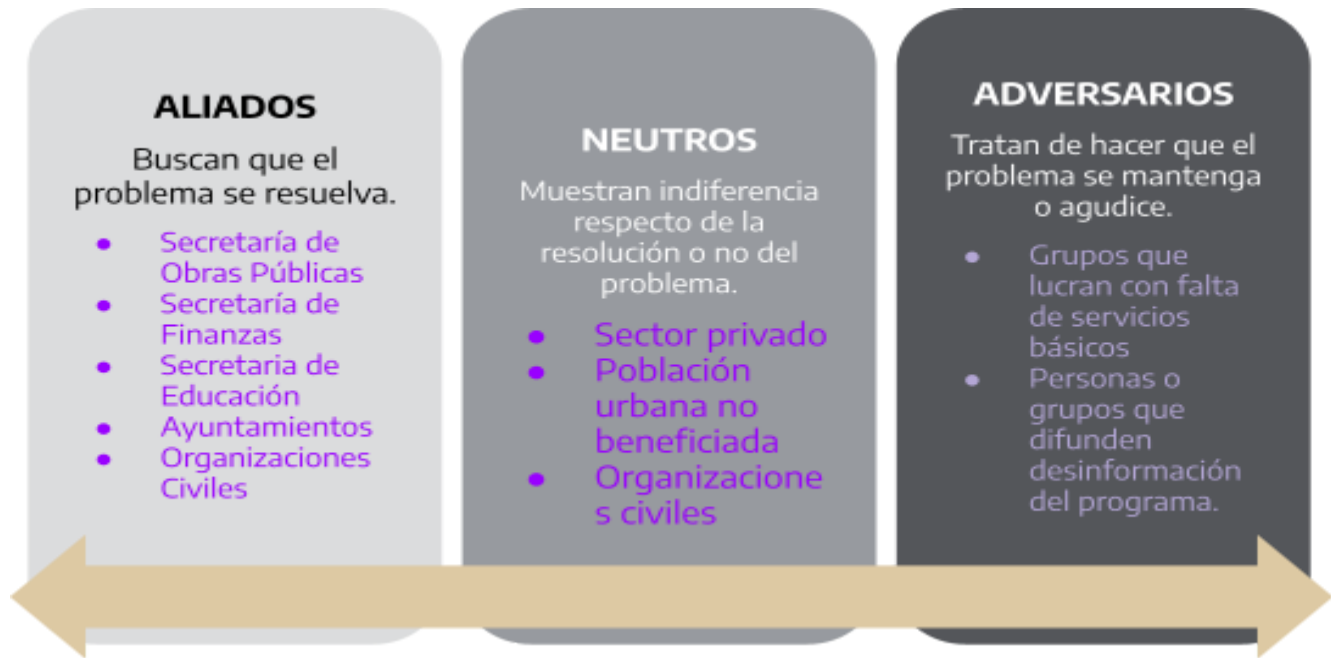 ALIADOS
Buscan que el
problema se resuelva.
● Secretaría de
Obras Públicas
● Secretaría de
Finanzas
● Secretaria de
Educación
● Ayuntamientos
● Organizaciones
Civiles
NEUTROS
Muestran indiferencia
respecto de la
resolución o no del
problema.
● Sector privado
● Población
urbana no
beneficiada
● Organizacione
s civiles
ADVERSARIOS
Tratan de hacer que el
problema se mantenga
o agudice.
● Grupos que
lucran con falta
de servicios
básicos
● Personas o
grupos que
difunden
desinformación
del programa.